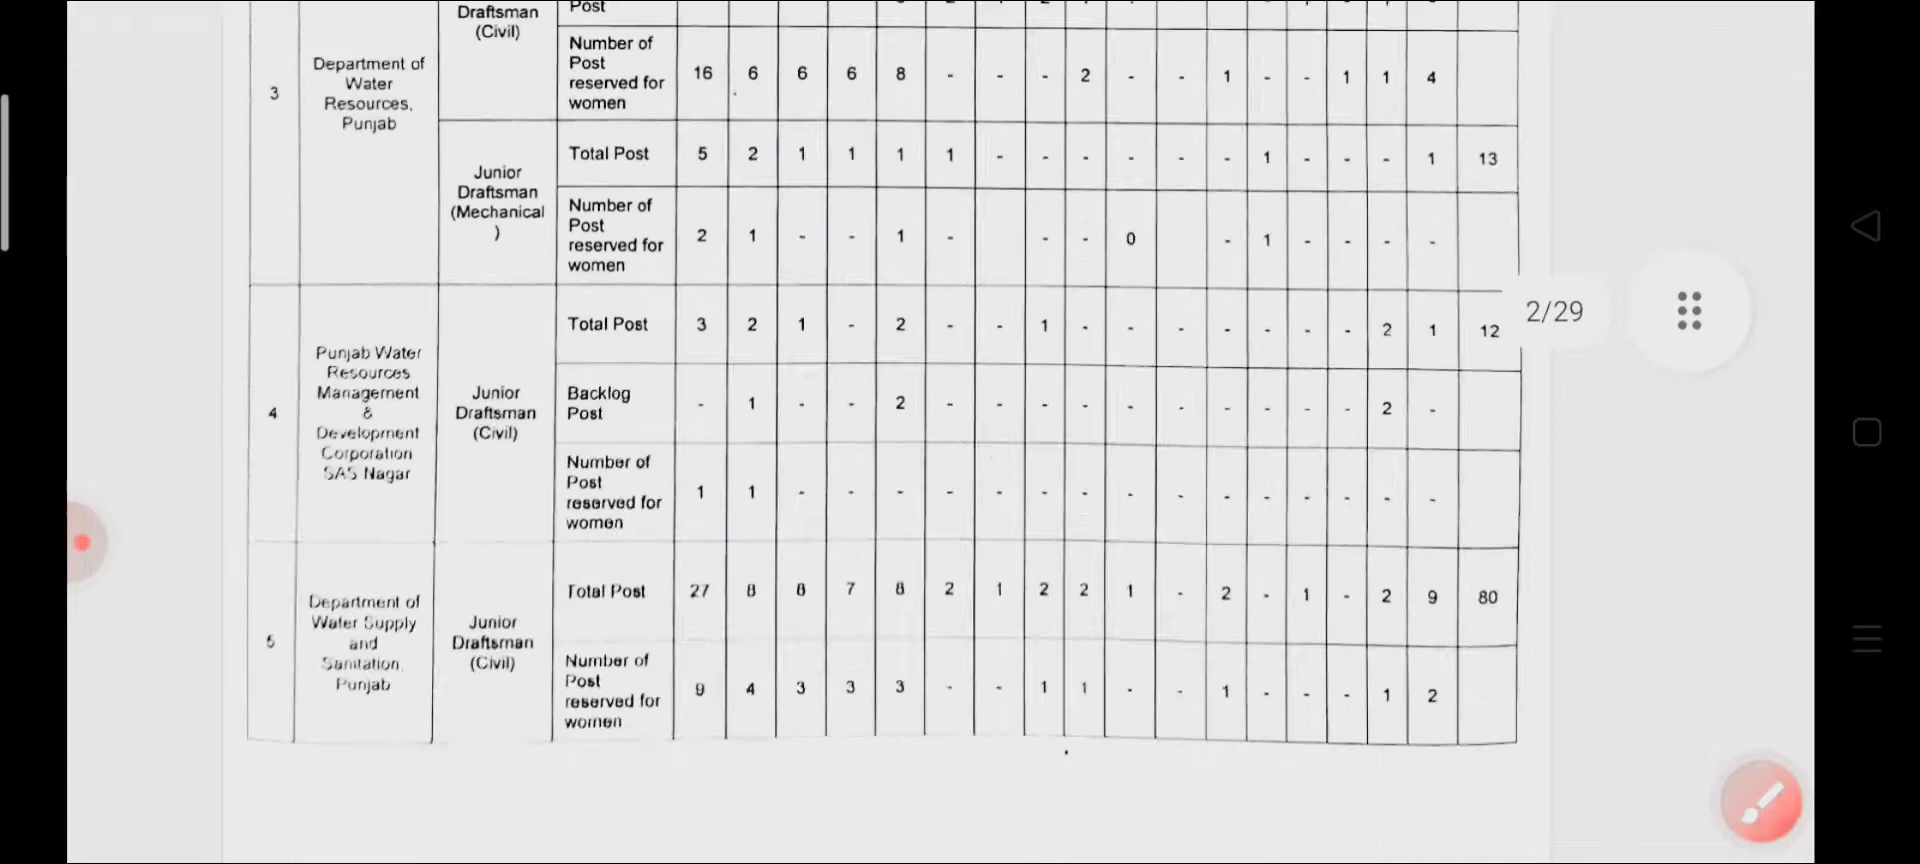 Draftsman
(Civil)
Post
3
Department of
Water
Resources,
Punjab
Number of
Post
reserved for
women
16 6 6 6 8 - - - 2 - - 1 - - 1 1 4
Junior
Draftsman
(Mechanical
)
Total Post 5 2 1 1 1 1 - - - - - - 1 - - - 1 13
Number of
Post
reserved for
women
2 1 - - 1 - - - 0 - 1 - - - -
4
Punjab Water
Resources
Management
&
Development
Corporation
SAS Nagar
Junior
Draftsman
(Civil)
Total Post 3 2 1 - 2 - - 1 - - - - - - - 2 1 12
Backlog
Post
- 1 - - 2 - - - - - - - - - - 2 -
Number of
Post
reserved for
women
1 1 - - - - - - - - - - - - - - -
5
Department of
Water Supply
and
Sanitation,
Punjab
Junior
Draftsman
(Civil)
Total Post 27 8 8 7 8 2 1 2 2 1 - 2 - 1 - 2 9 80
Number of
Post
reserved for
women
9 4 3 3 3 - - 1 1 - - 1 - - - 1 2
2/29